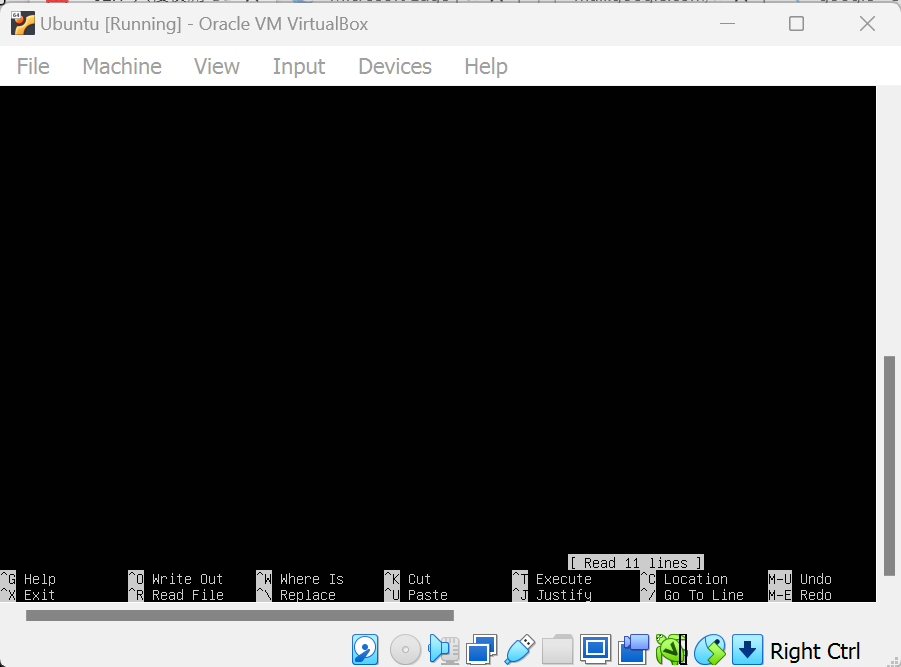 Ubuntu [Running] - Oracle VM VirtualBox
File Machine View Input Devices Help
[ Read 11 lines ]
^G Help ^O Write Out ^W Where Is ^K Cut ^T Execute ^C Location M-U Undo
^X Exit ^R Read File ^\ Replace ^U Paste ^J Justify ^/ Go To Line M-E Redo
Right Ctrl